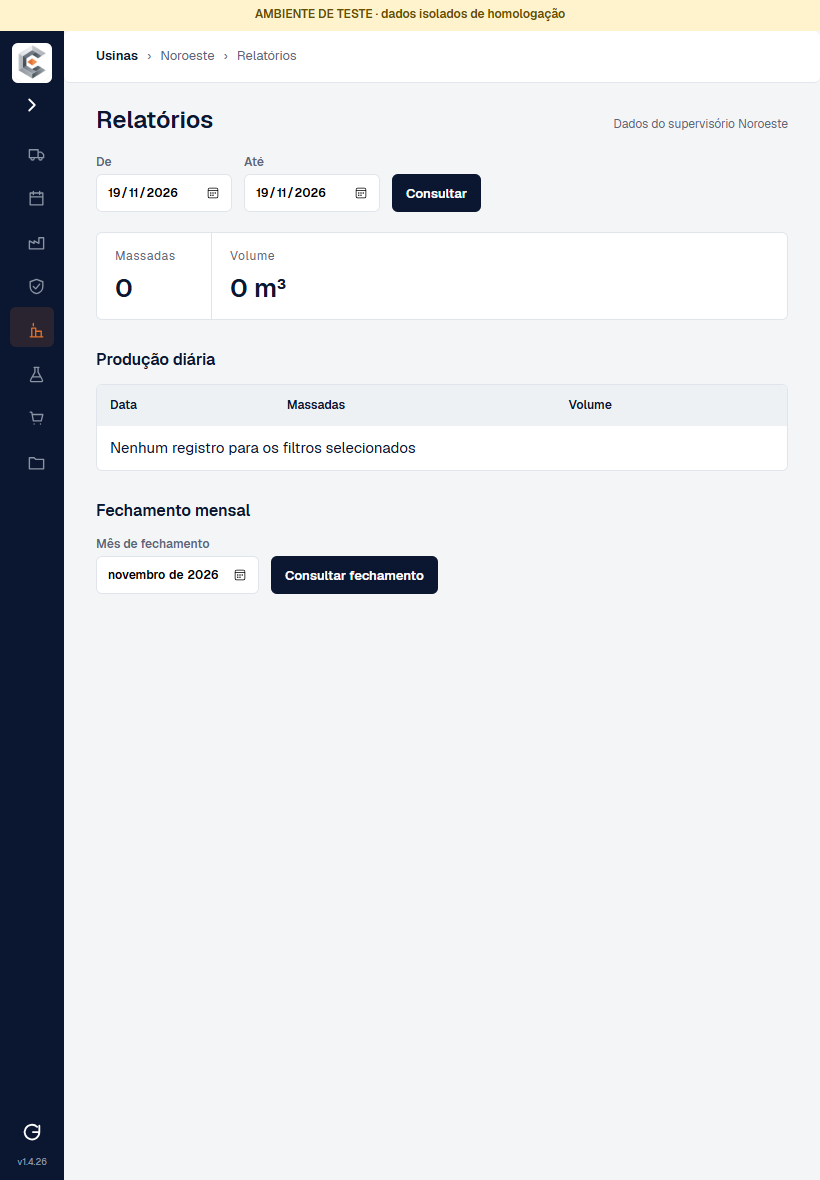 AMBIENTE DE TESTE · dados isolados de homologação
Usinas › Noroeste › Relatórios
Relatórios
Dados do supervisório Noroeste
De
Até
19/11/2026
19/11/2026
Consultar
Massadas
Volume
0
0 m³
Produção diária
Data Massadas Volume
Nenhum registro para os filtros selecionados
Fechamento mensal
Mês de fechamento
novembro de 2026
Consultar fechamento
v1.4.26